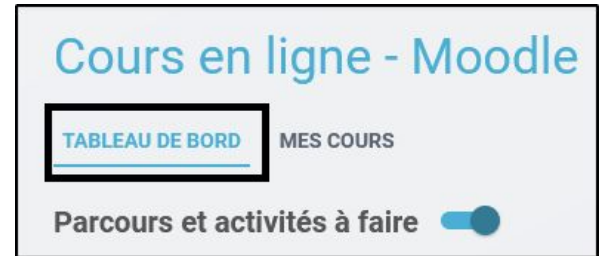 Cours en ligne - Moodle
TABLEAU DE BORD MES COURS
Parcours et activités à faire